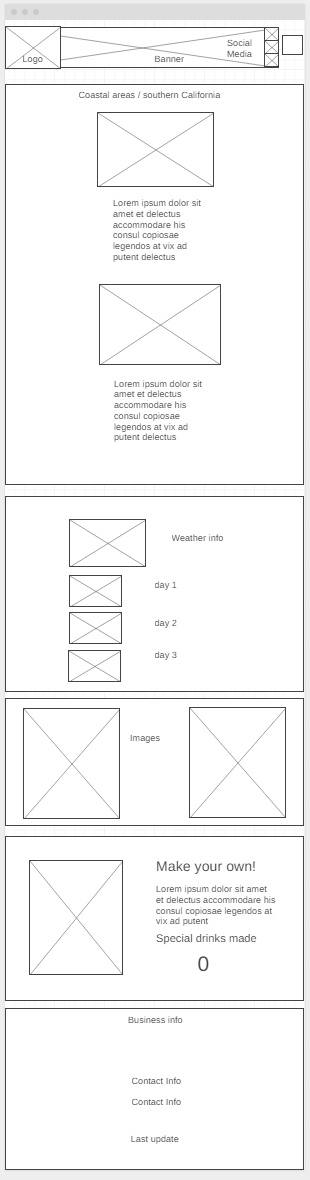 Logo
Banner
Social
Media
Coastal areas / southern California
Lorem ipsum dolor sit
amet et delectus
accommodare his
consul copiosae
legendos at vix ad
putent delectus
Lorem ipsum dolor sit
amet et delectus
accommodare his
consul copiosae
legendos at vix ad
putent delectus
Weather info
day 1
day 2
day 3
Images
Make your own!
Lorem ipsum dolor sit amet
et delectus accommodare his
consul copiosae legendos at
vix ad putent
Special drinks made
0
Business info
Contact Info
Contact Info
Last update